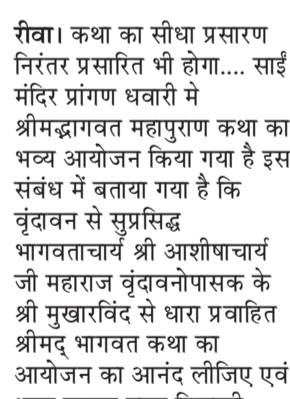 रीवा। कथा का सीधा प्रसारण
निरंतर प्रसारित भी होगा.... साईं
मंदिर प्रांगण धवारी मे
श्रीमद्भागवत महापुराण कथा का
भव्य आयोजन किया गया है इस
संबंध में बताया गया है कि
वृंदावन से सुप्रसिद्ध
भागवताचार्य श्री आशीषाचार्य
जी महाराज वृंदावनोपासक के
श्री मुखारविंद से धारा प्रवाहित
श्रीमद् भागवत कथा का
आयोजन का आनंद लीजिए एवं